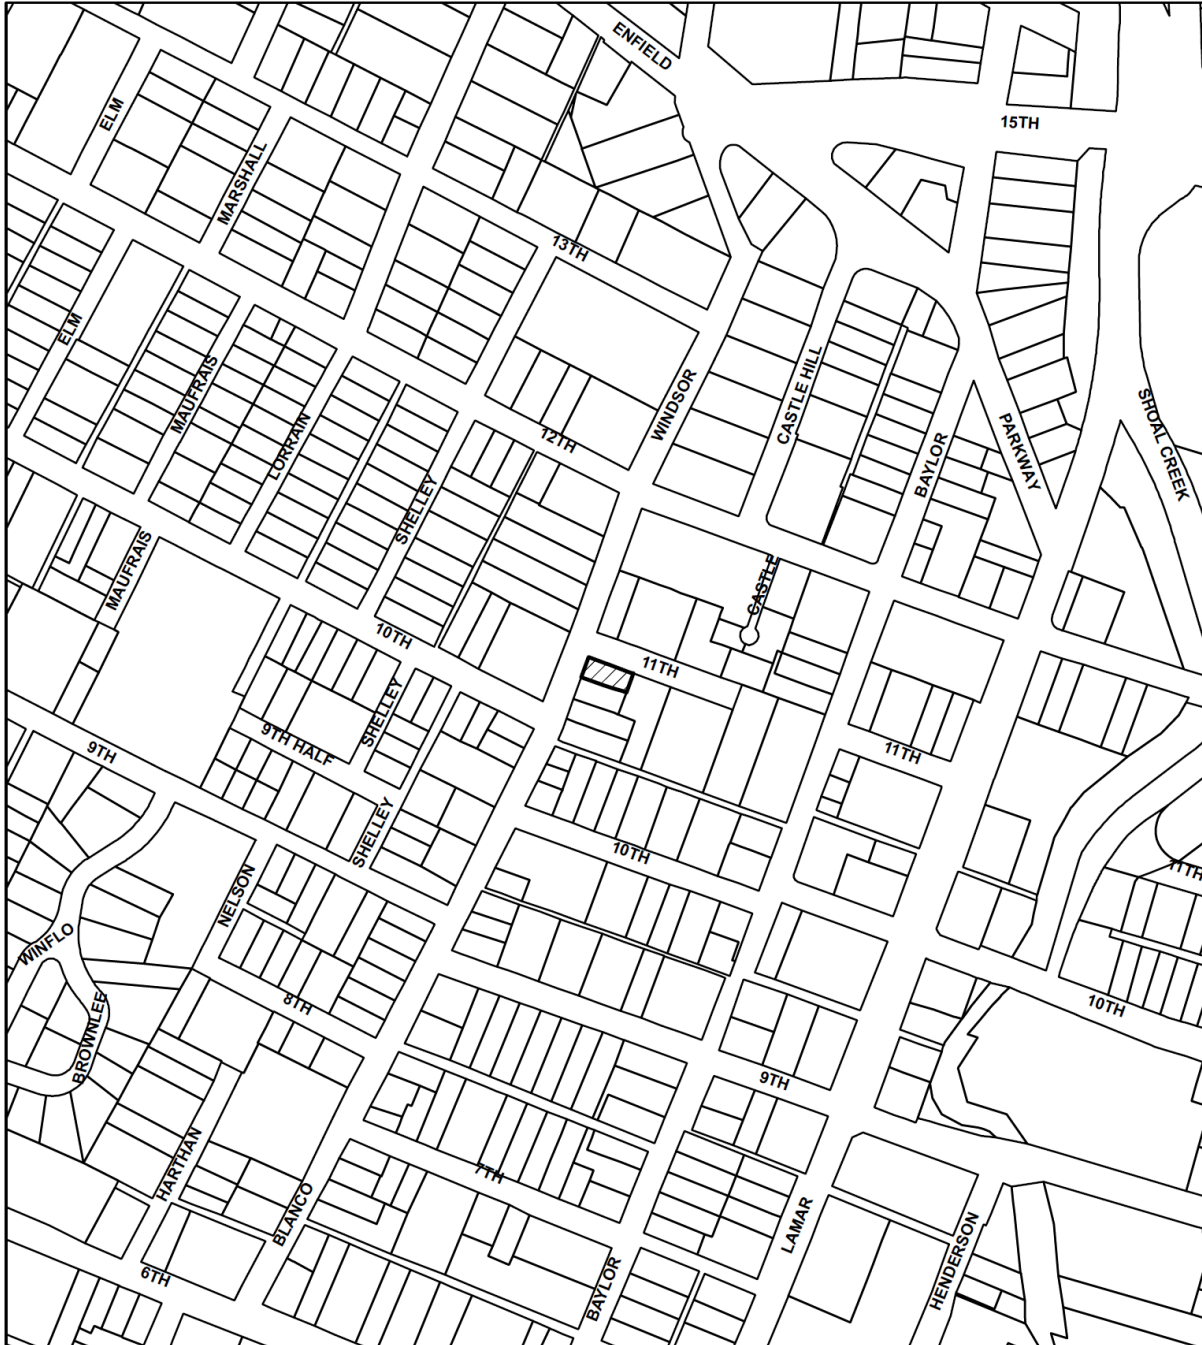 ENFIELD
15TH
ELM
MARSHALL
13TH
ELM
MAUFRAIS
WINDSOR
CASTLE HILL
SHOAL CREEK
LORRAIN
12TH
PARKWAY
BAYLOR
SHELLEY
MAUFRAIS
CASTLE
10TH
11TH
SHELLEY
9TH HALF
9TH
11TH
SHELLEY
10TH
11TH
NELSON
WINFLO
8TH
10TH
BROWNLEE
9TH
HARTHAN
7TH
BLANCO
LAMAR
HENDERSON
6TH
BAYLOR